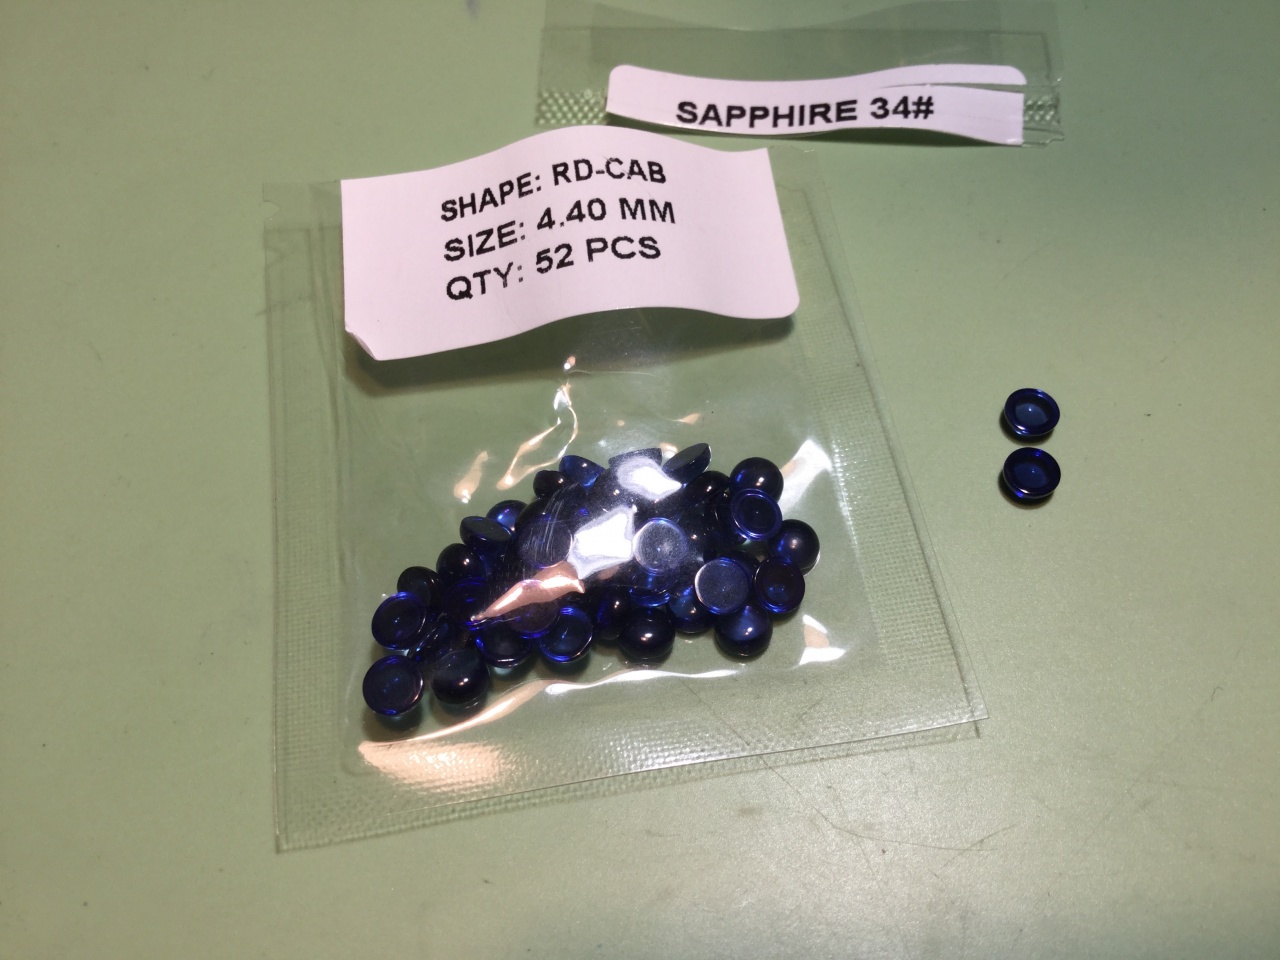 SAPPHIRE 34#
SHAPE: RD-CAB
SIZE: 4.40 MM
QTY: 52 PCS